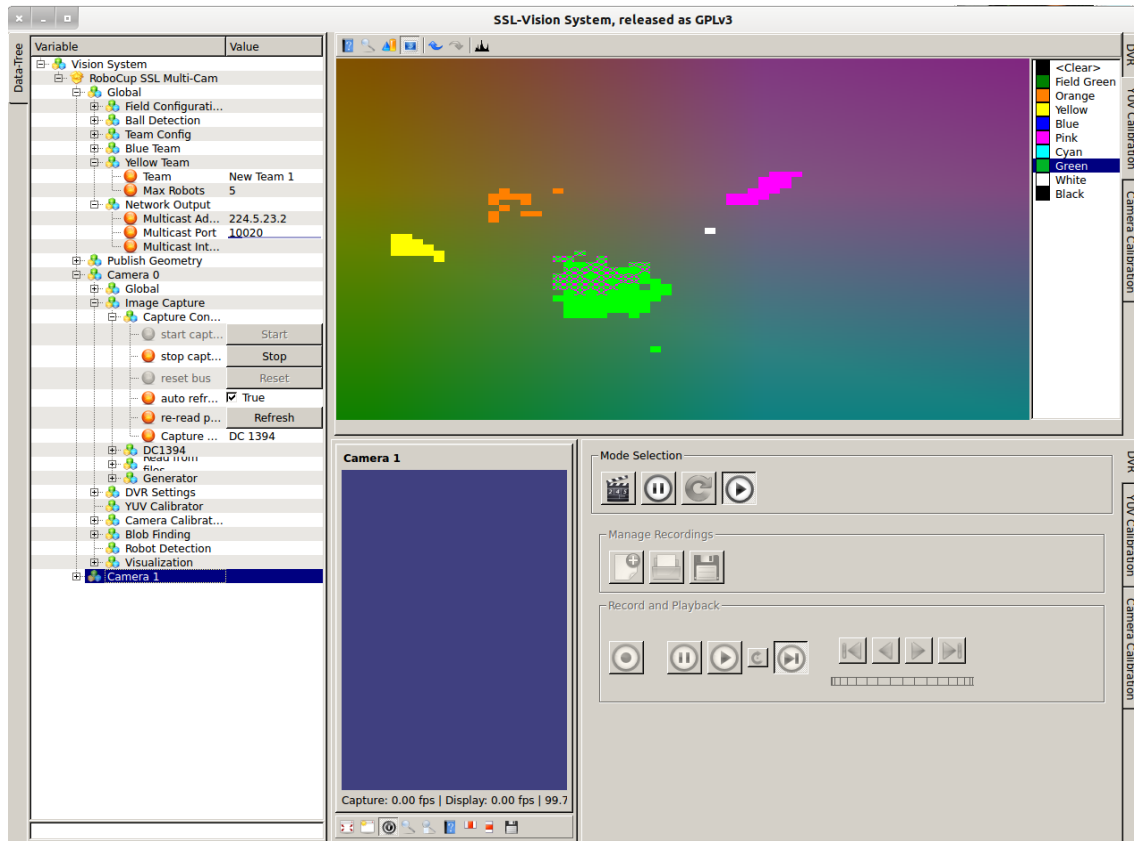 SSL-Vision System, released as GPLv3
Data-Tree
Variable Value
Vision System
RoboCup SSL Multi-Cam
Global
Field Configurati...
Ball Detection
Team Config
Blue Team
Yellow Team
Team New Team 1
Max Robots 5
Network Output
Multicast Ad... 224.5.23.2
Multicast Port 10020
Multicast Int...
Publish Geometry
Camera 0
Global
Image Capture
Capture Con...
start capt... Start
stop capt... Stop
reset bus Reset
auto refr... True
re-read p... Refresh
Capture ... DC 1394
DC1394
Read from
files
Generator
DVR Settings
YUV Calibrator
Camera Calibrat...
Blob Finding
Robot Detection
Visualization
Camera 1
<Clear>
Field Green
Orange
Yellow
Blue
Pink
Cyan
Green
White
Black
DVR
YUV Calibration
Camera Calibration
Camera 1
Capture: 0.00 fps | Display: 0.00 fps | 99.7
Mode Selection
Manage Recordings
Record and Playback
DVR
YUV Calibration
Camera Calibration